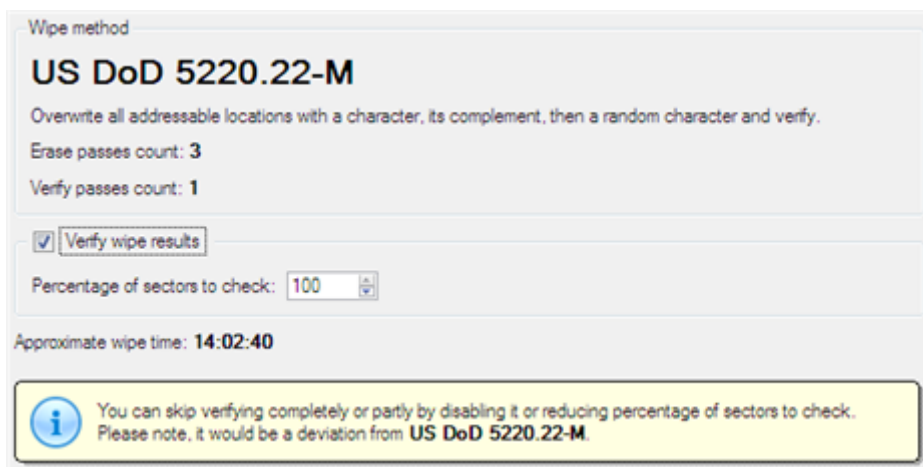 Wipe method
US DoD 5220.22-M
Overwrite all addressable locations with a character, its complement, then a random character and verify.
Erase passes count: 3
Verify passes count: 1
Verify wipe results
Percentage of sectors to check: 100
Approximate wipe time: 14:02:40
You can skip verifying completely or partly by disabling it or reducing percentage of sectors to check.
Please note, it would be a deviation from US DoD 5220.22-M.